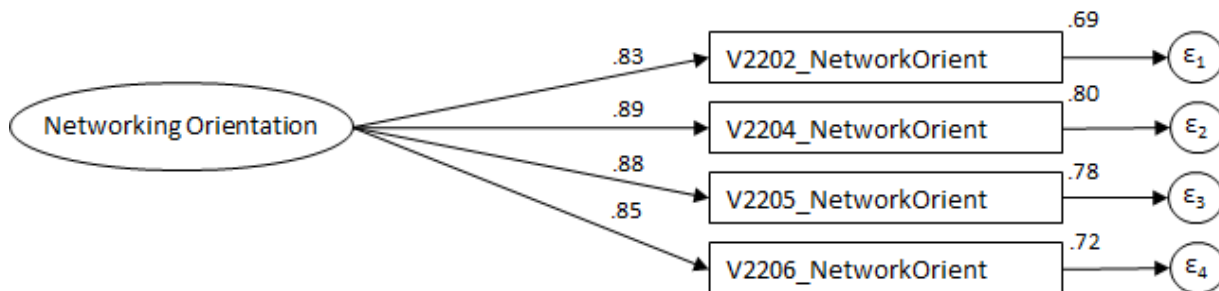 Networking Orientation
.83
V2202_NetworkOrient
.69
ε1
.89
V2204_NetworkOrient
.80
ε2
.88
V2205_NetworkOrient
.78
ε3
.85
V2206_NetworkOrient
.72
ε4